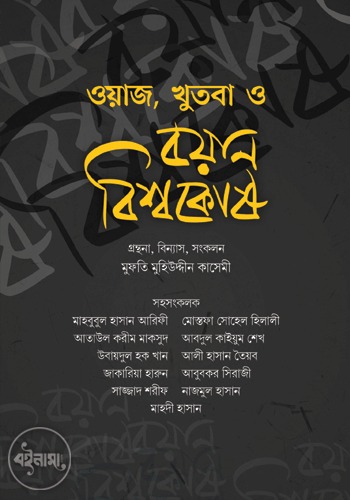 ওয়াজ, খুতবা ও
বয়ান
বিশ্বকোষ
গ্রন্থনা, বিন্যাস, সংকলন
মুফতি মুহিউদ্দীন কাসেমী
সহসংকলক
মাহবুবুল হাসান আরিফী মোস্তফা সোহেল হিলালী
আতাউল করীম মাকসুদ আবদুল কাইয়ুম শেখ
উবায়দুল হক খান আলী হাসান তৈয়ব
জাকারিয়া হারুন আবুবকর সিরাজী
সাজ্জাদ শরীফ নাজমুল হাসান
মাহদী হাসান
বইনামা